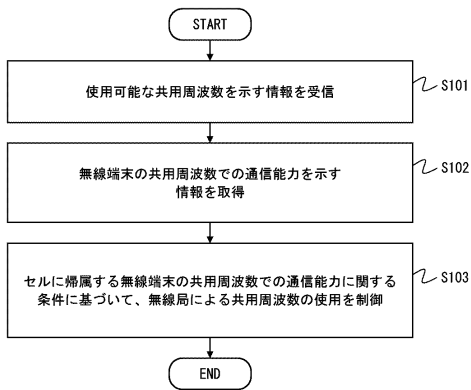 START
使用可能な共用周波数を示す情報を受信
S101
無線端末の共用周波数での通信能力を示す
情報を取得
S102
セルに帰属する無線端末の共用周波数での通信能力に関する
条件に基づいて、無線局による共用周波数の使用を制御
S103
END